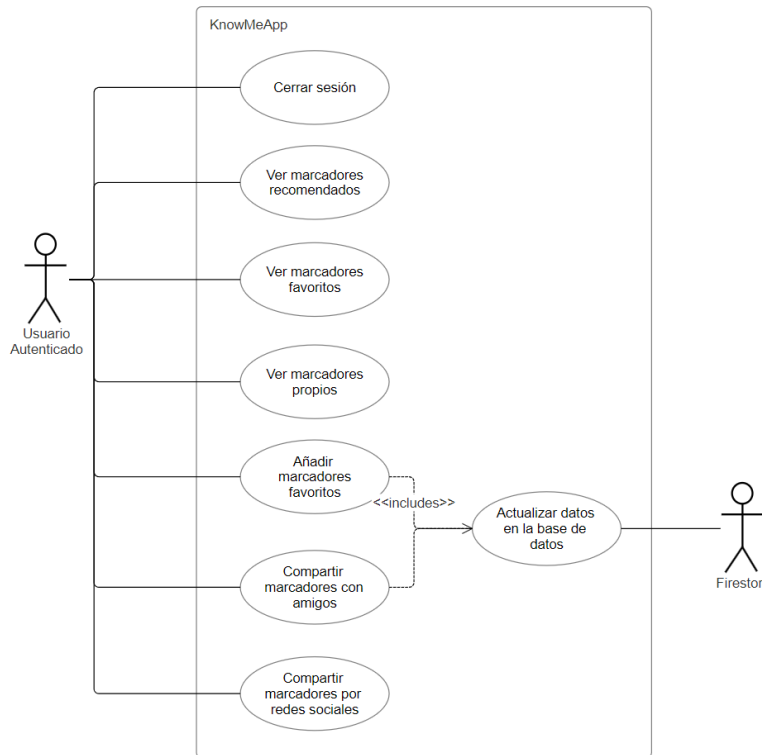 KnowMeApp
Cerrar sesión
Ver marcadores
recomendados
Ver marcadores
favoritos
Usuario
Autenticado
Ver marcadores
propios
Añadir
marcadores
favoritos
<<includes>>
Actualizar datos
en la base de
datos
Firestor
Compartir
marcadores con
amigos
Compartir
marcadores por
redes sociales